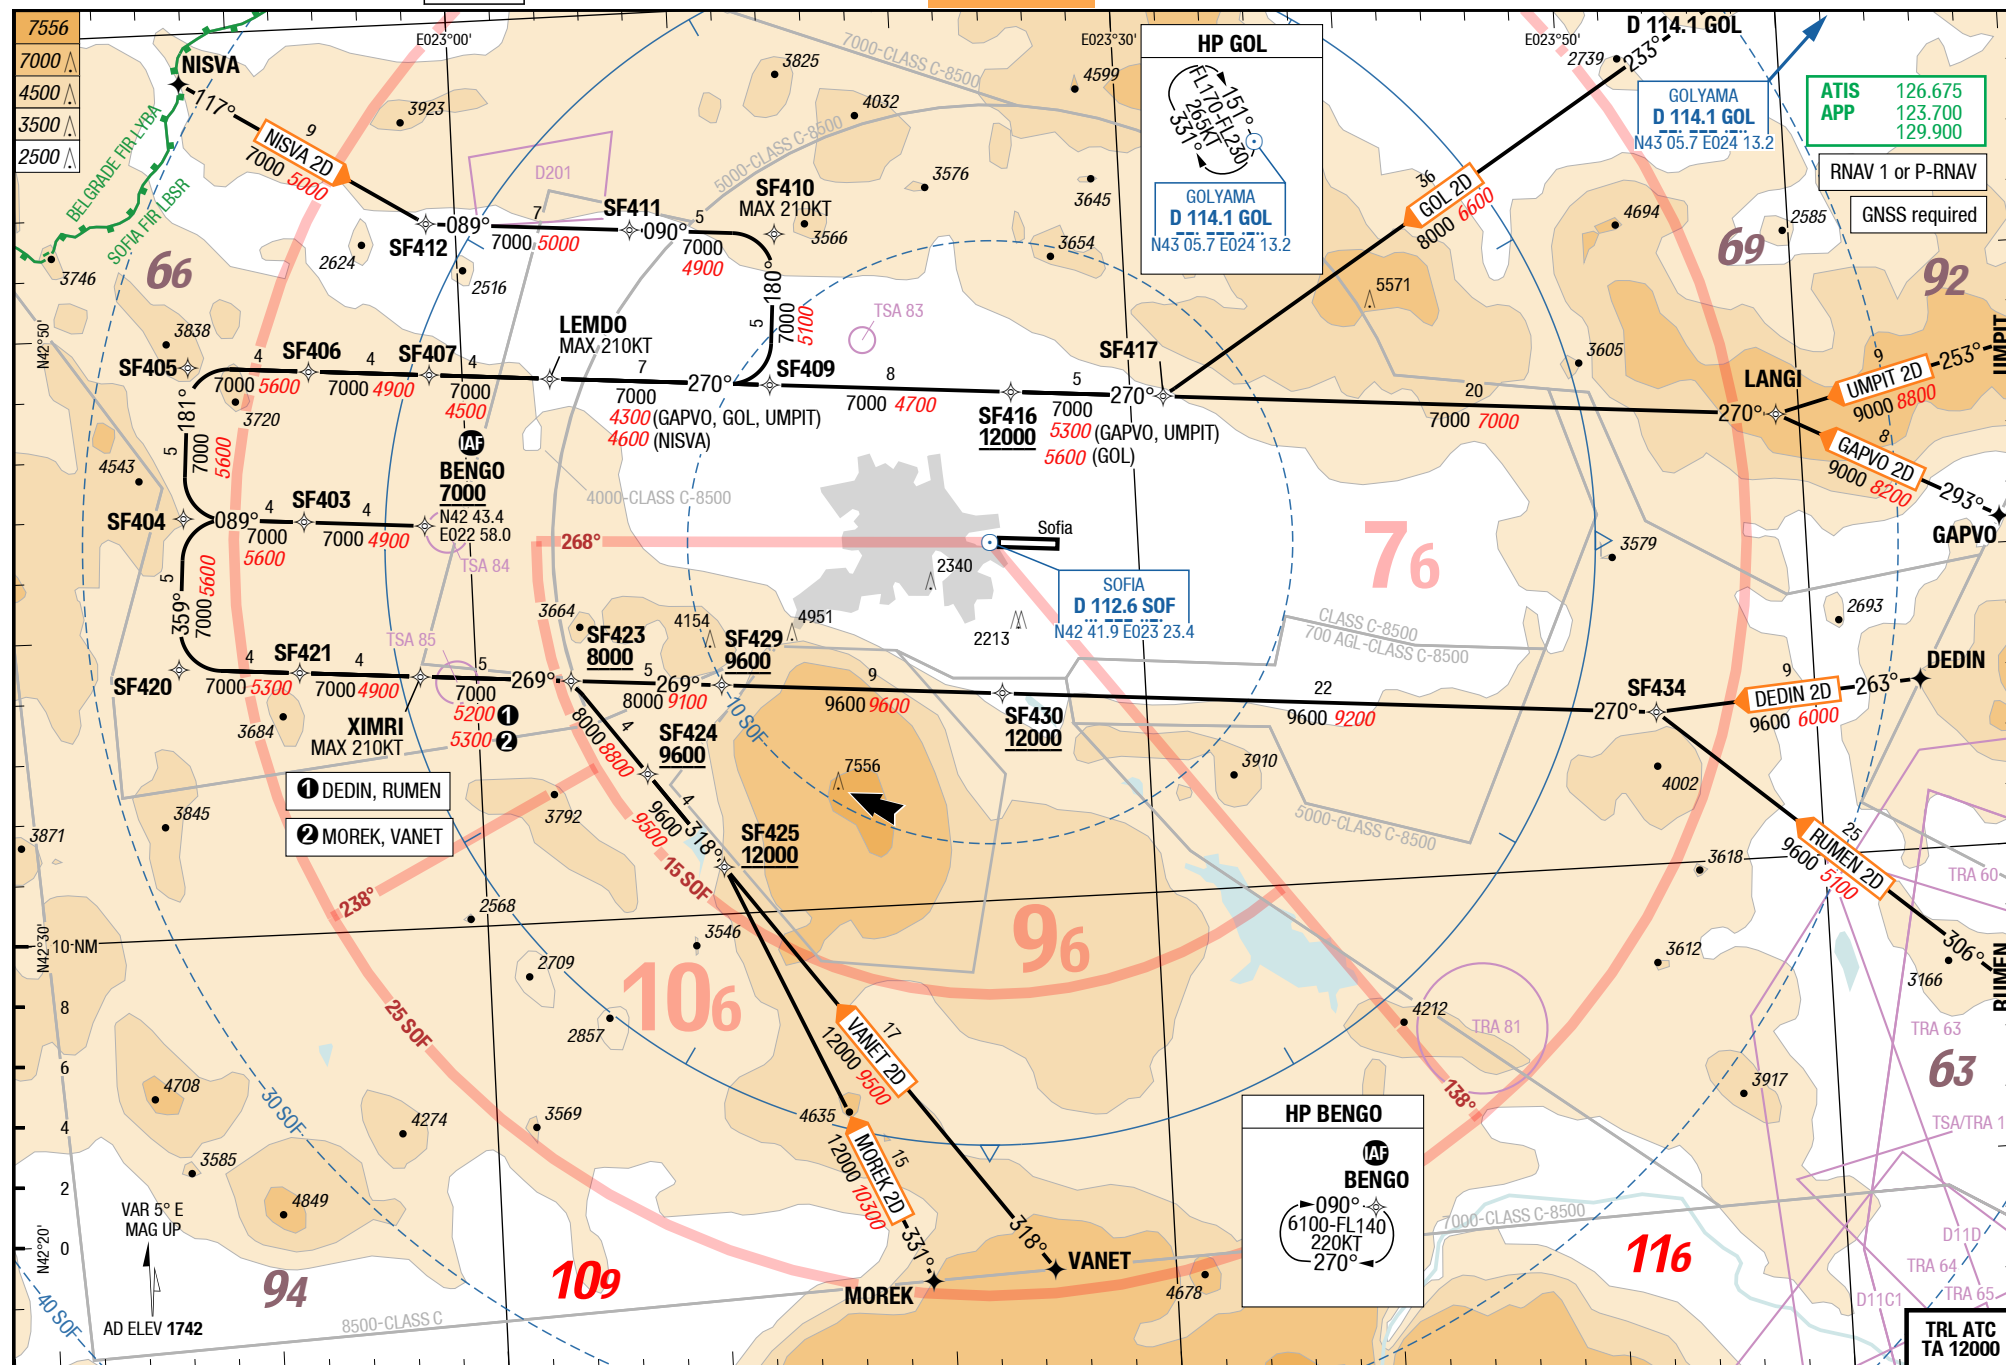 7556
7000
4500
3500
2500
NISVA
117°
9
NISVA 2D
7000 5000
BELGRADE FIR LYBA
SOFIA FIR LBSR
3746
66
E023°00'
3923
D201
3825
7000-CLASS C-8500
4032
5000-CLASS C-8500
4599
E023°30'
3576
3645
3654
HP GOL
151°
FL170-FL230
265KT
331°
GOLYAMA
D 114.1 GOL
N43 05.7 E024 13.2
E023°50'
2739
D 114.1 GOL
233°
GOLYAMA
D 114.1 GOL
N43 05.7 E024 13.2
ATIS 126.675
APP 123.700
129.900
RNAV 1 or P-RNAV
GNSS required
36
GOL 2D
8000 6600
4694
2585
69
92
5571
3605
SF412
089°
7
7000 5000
SF411
090°
5
7000
4900
SF410
MAX 210KT
3566
180°
5
7000
5100
2624
2516
TSA 83
N42°50'
3838
SF405
4
7000 5600
SF406
4
7000 4900
SF407
4
7000
4500
LEMDO
MAX 210KT
7
7000
270°
4300 (GAPVO, GOL, UMPIT)
4600 (NISVA)
SF409
8
7000 4700
SF416
12000
5
7000
5300 (GAPVO, UMPIT)
5600 (GOL)
SF417
270°
20
7000 7000
LANGI
270°
9
UMPIT 2D
9000 8800
253°
UMPIT
8
GAPVO 2D
9000 8200
293°
GAPVO
3720
181°
5
7000
5600
4543
IAF
BENGO
7000
N42 43.4
E022 58.0
TSA 84
SF404
089°
4
7000
5600
SF403
4
7000 4900
4000-CLASS C-8500
268°
Sofia
2340
2213
SOFIA
D 112.6 SOF
N42 41.9 E023 23.4
76
3579
2693
CLASS C-8500
700 AGL-CLASS C-8500
359°
5
7000 5600
SF420
4
7000 5300
SF421
4
7000 4900
XIMRI
MAX 210KT
TSA 85
5
7000
269°
5200 1
5300 2
3664
SF423
8000
4154
4951
5
269°
8000 9100
SF429
9600
9
9600 9600
10 SOF
SF430
12000
22
9600 9200
270°
SF434
9
DEDIN 2D
9600 6000
263°
DEDIN
3684
1 DEDIN, RUMEN
2 MOREK, VANET
4
8000 8800
SF424
9600
4
9600
9500
318°
SF425
12000
15 SOF
7556
3910
5000-CLASS C-8500
4002
25
RUMEN 2D
9600 5100
306°
RUMEN
3618
TRA 60
3871
3845
3792
238°
2568
3546
N42°30'
10 NM
8
6
4
2
0
2709
2857
106
96
25 SOF
4212
TRA 81
138°
3612
3166
TRA 63
63
3917
TSA/TRA 1
17
VANET 2D
12000 9500
318°
VANET
15
MOREK 2D
12000 10300
331°
MOREK
4635
4708
30 SOF
4274
3569
3585
4849
VAR 5° E
MAG UP
N42°20'
94
109
40 SOF
AD ELEV 1742
8500-CLASS C
4678
HP BENGO
IAF
BENGO
090°
6100-FL140
220KT
270°
7000-CLASS C-8500
116
D11D
TRA 64
TRA 65
D11C1
TRL ATC
TA 12000